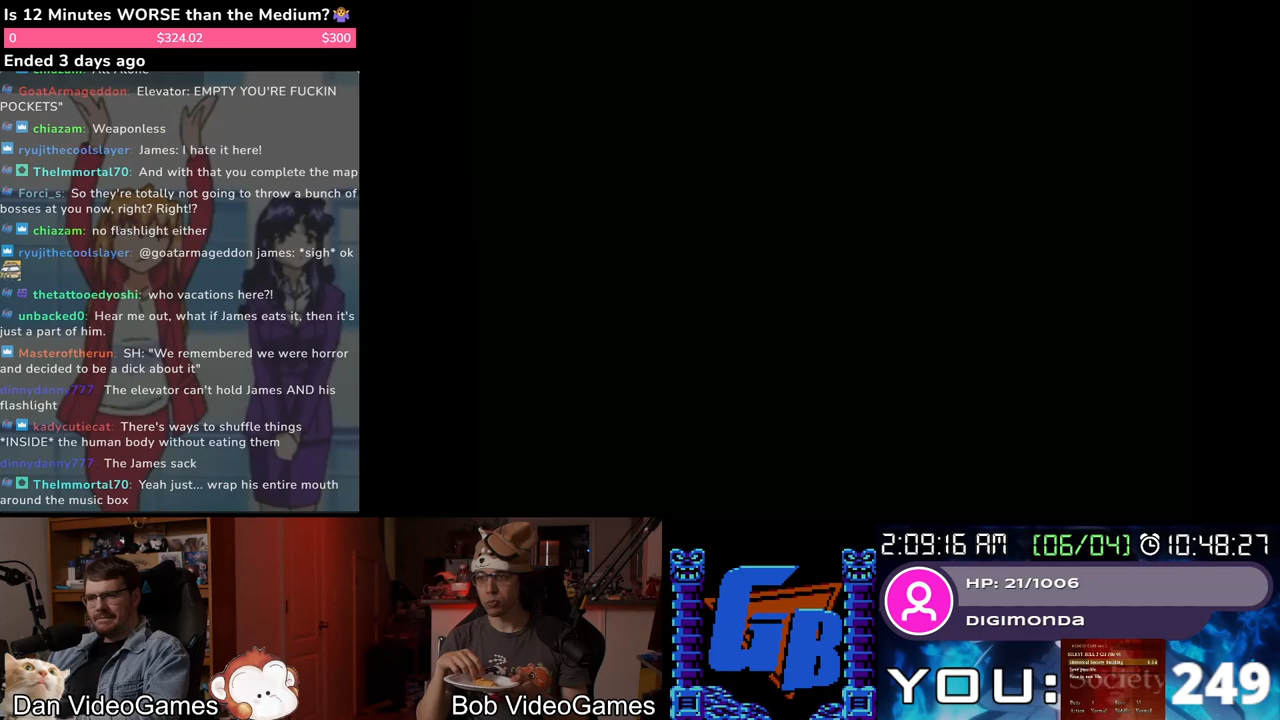 Is 12 Minutes WORSE than the Medium?🤷‍♀️
0 $324.02 $300
Ended 3 days ago
chiazam: All Alone
GoatArmageddon: Elevator: EMPTY YOU'RE FUCKIN
POCKETS"
chiazam: Weaponless
ryujithecoolslayer: James: I hate it here!
TheImmortal70: And with that you complete the map
Forci_s: So they're totally not going to throw a bunch of
bosses at you now, right? Right!?
chiazam: no flashlight either
ryujithecoolslayer: @goatarmageddon james: *sigh* ok
thetattooedyoshi: who vacations here?!
unbacked0: Hear me out, what if James eats it, then it's
just a part of him.
Masteroftherun: SH: "We remembered we were horror
and decided to be a dick about it"
dinnydanny777 The elevator can't hold James AND his
flashlight
kadycutiecat: There's ways to shuffle things
*INSIDE* the human body without eating them
dinnydanny777 The James sack
TheImmortal70: Yeah just... wrap his entire mouth
around the music box
Dan VideoGames
Bob VideoGames
GB
2:09:16 AM [06/04] 10:48:27
HP: 21/1006
DIGIMONDA
YOU:
Society
249